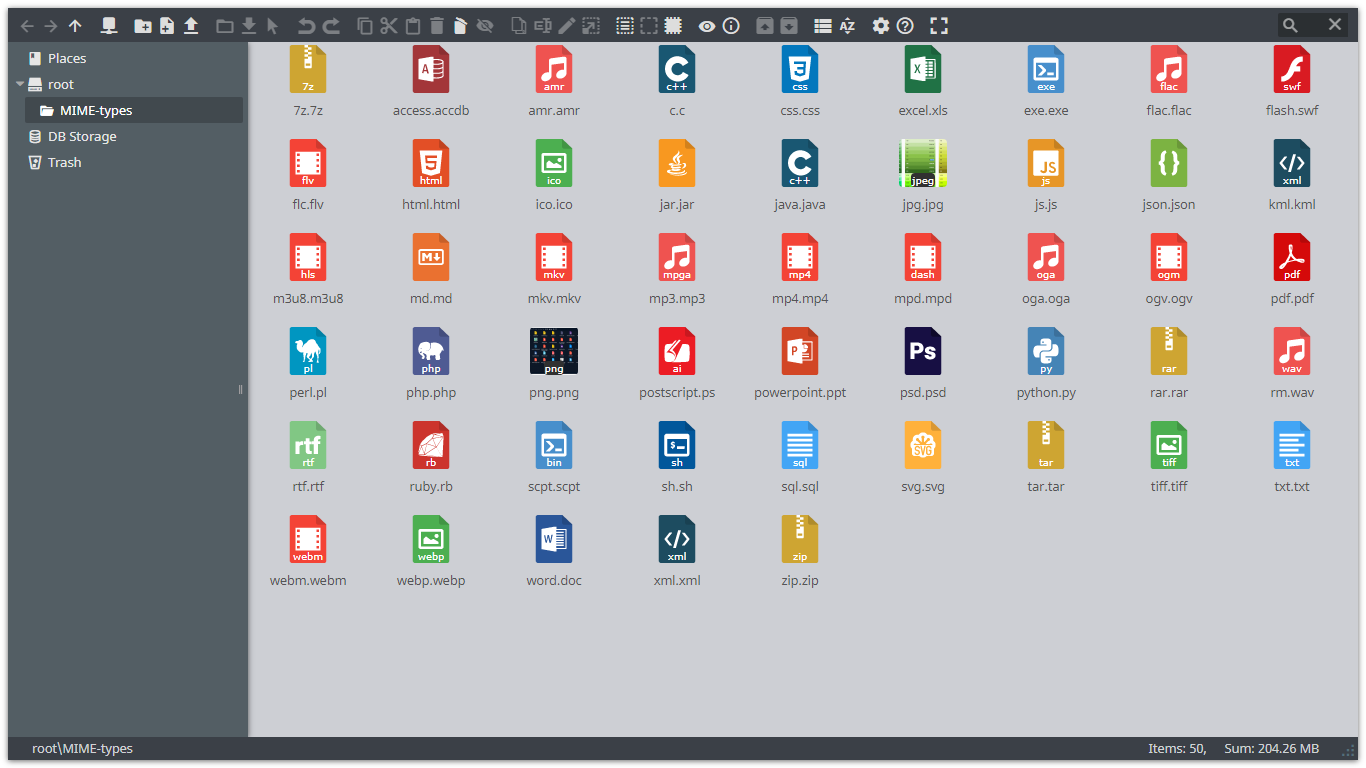 Places
root
MIME-types
DB Storage
Trash
7z amr c++ css exe flac swf
7z.7z access.accdb amr.amr c.c css.css excel.xls exe.exe flac.flac flash.swf
flv html ico c++ jpeg JS js xml
flc.flv html.html ico.ico jar.jar java.java jpg.jpg js.js json.json kml.kml
hls mkv mpga mp4 dash oga ogm pdf
m3u8.m3u8 md.md mkv.mkv mp3.mp3 mp4.mp4 mpd.mpd oga.oga ogv.ogv pdf.pdf
pl php png ai Ps py rar wav
perl.pl php.php png.png postscript.ps powerpoint.ppt psd.psd python.py rar.rar rm.wav
rtf rtf rb bin sh sql SVG tar tiff txt
rtf.rtf ruby.rb scpt.scpt sh.sh sql.sql svg.svg tar.tar tiff.tiff txt.txt
webm webp W xml zip
webm.webm webp.webp word.doc xml.xml zip.zip
root\MIME-types Items: 50, Sum: 204.26 MB